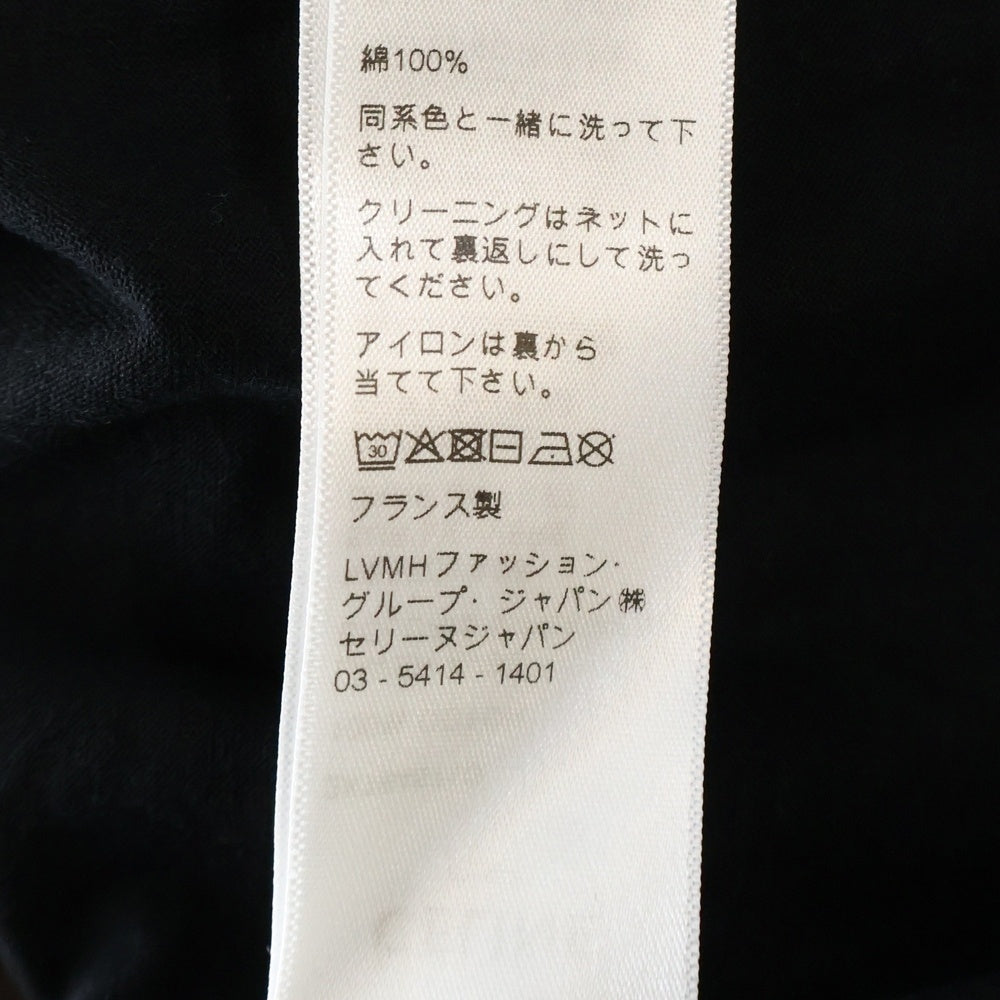 綿100%
同系色と一緒に洗って下
さい。
クリーニングはネットに
入れて裏返しにして洗っ
てください。
アイロンは裏から
当てて下さい。
30
フランス製
LVMHファッション・
グループ・ジャパン㈱
セリーヌジャパン
03 - 5414 - 1401